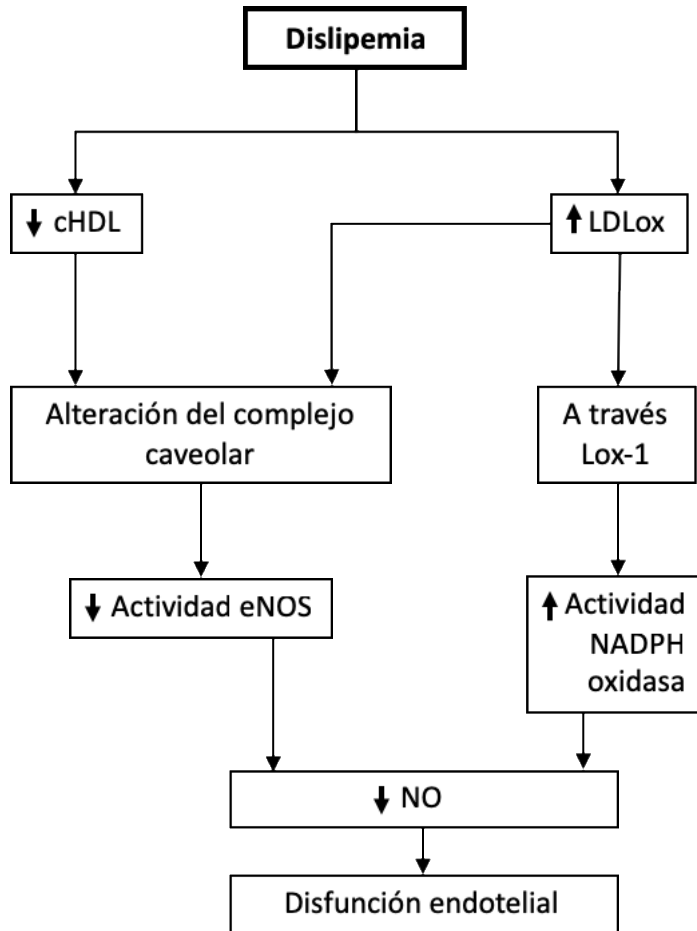 Dislipemia
↓ cHDL
↑ LDLox
Alteración del complejo
caveolar
A través
Lox-1
↓ Actividad eNOS
↑ Actividad
NADPH
oxidasa
↓ NO
Disfunción endotelial